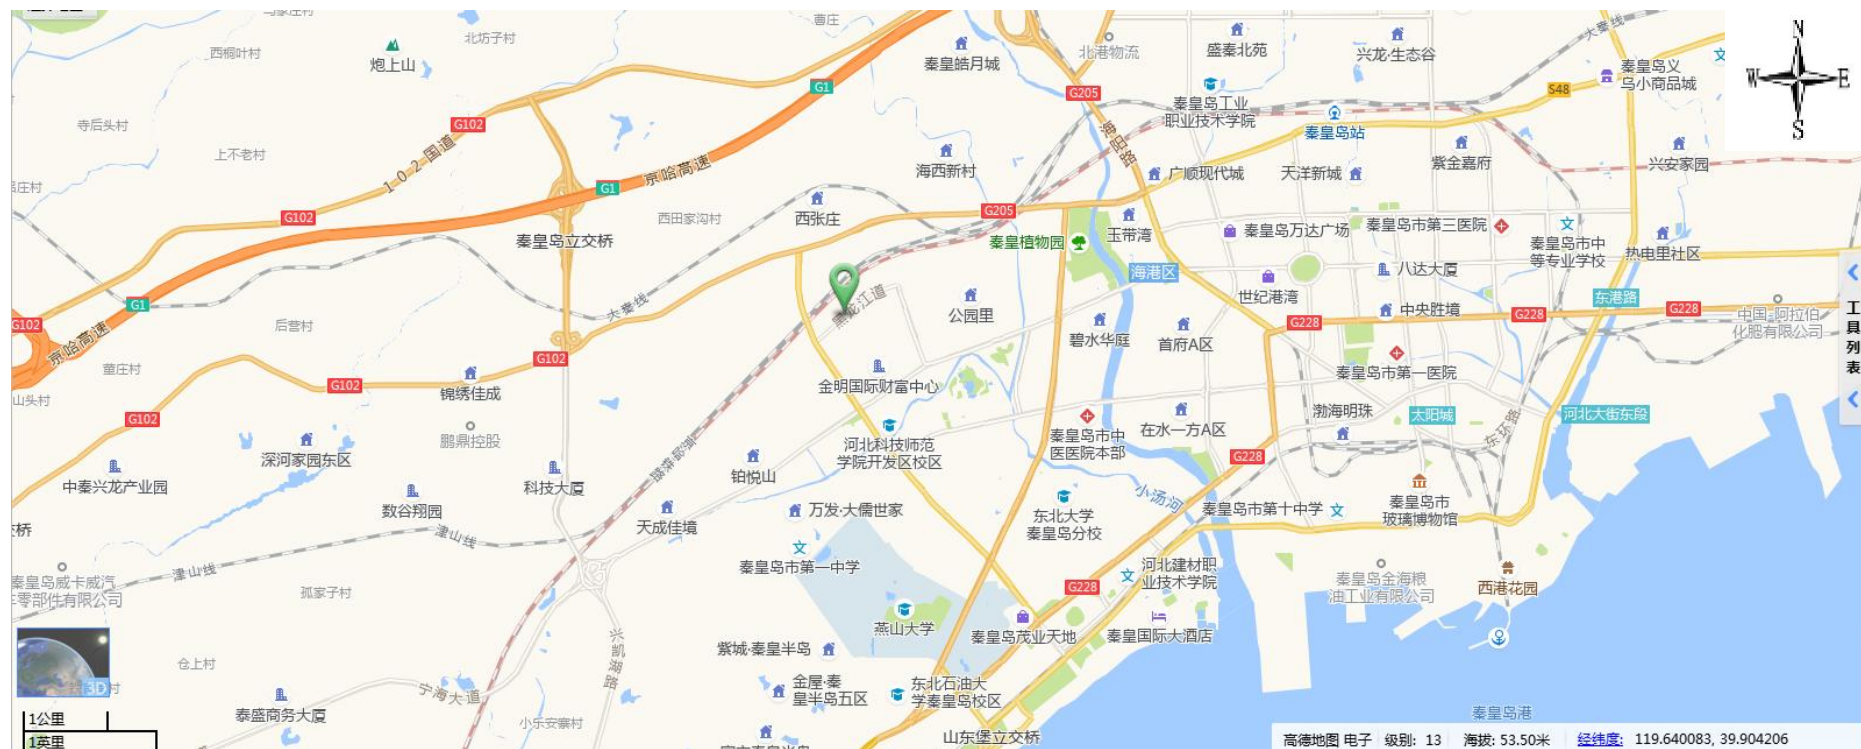 曹庄
北坊子村
西桐叶村
炮上山
秦皇皓月城
北港物流
盛秦北苑
兴龙·生态谷
大秦线
秦皇岛义
乌小商品城
N
W
E
S
G1
G205
S48
寺后头村
G102
102国道
上不老村
秦皇岛工业
职业技术学院
秦皇岛站
海阳路
海西新村
广顺现代城
天洋新城
紫金嘉府
兴安家园
京哈高速
G1
G102
西张庄
西田家沟村
G205
秦皇岛立交桥
秦皇植物园
玉带湾
秦皇岛万达广场
秦皇岛市第三医院
秦皇岛市中
等专业学校
热电里社区
海港区
八达大厦
世纪港湾
中央胜境
东港路
G228
G228
G228
中国-阿拉伯
化肥有限公司
工具列表
G1
大秦线
后营村
G102
京哈高速
黑龙江道
公园里
碧水华庭
首府A区
G102
董庄村
G102
锦绣佳成
金明国际财富中心
秦皇岛市第一医院
山头村
G102
鹏鼎控股
渤海明珠
太阳城
河北大街东段
东环路
深河家园东区
河北科技师范
学院开发区校区
秦皇岛市中
医医院本部
在水一方A区
G228
中秦兴龙产业园
科技大厦
铂悦山
数谷翔园
天成佳境
万发·大儒世家
小汤河
东北大学
秦皇岛分校
秦皇岛市第十中学
秦皇岛市
玻璃博物馆
津山线
津山线
秦皇岛市第一中学
河北建材职
业技术学院
G228
秦皇岛威卡威汽
车零部件有限公司
孤家子村
秦皇岛金海粮
油工业有限公司
西港花园
燕山大学
秦皇岛茂业天地
秦皇国际大酒店
紫城·秦皇半岛
仓上村
3D
宁海大道
金屋·秦
皇半岛五区
东北石油大
学秦皇岛校区
泰盛商务大厦
小乐安寨村
山东堡立交桥
秦皇岛港
1公里
1英里
高德地图 电子 级别: 13 海拔: 53.50米 经纬度: 119.640083, 39.904206